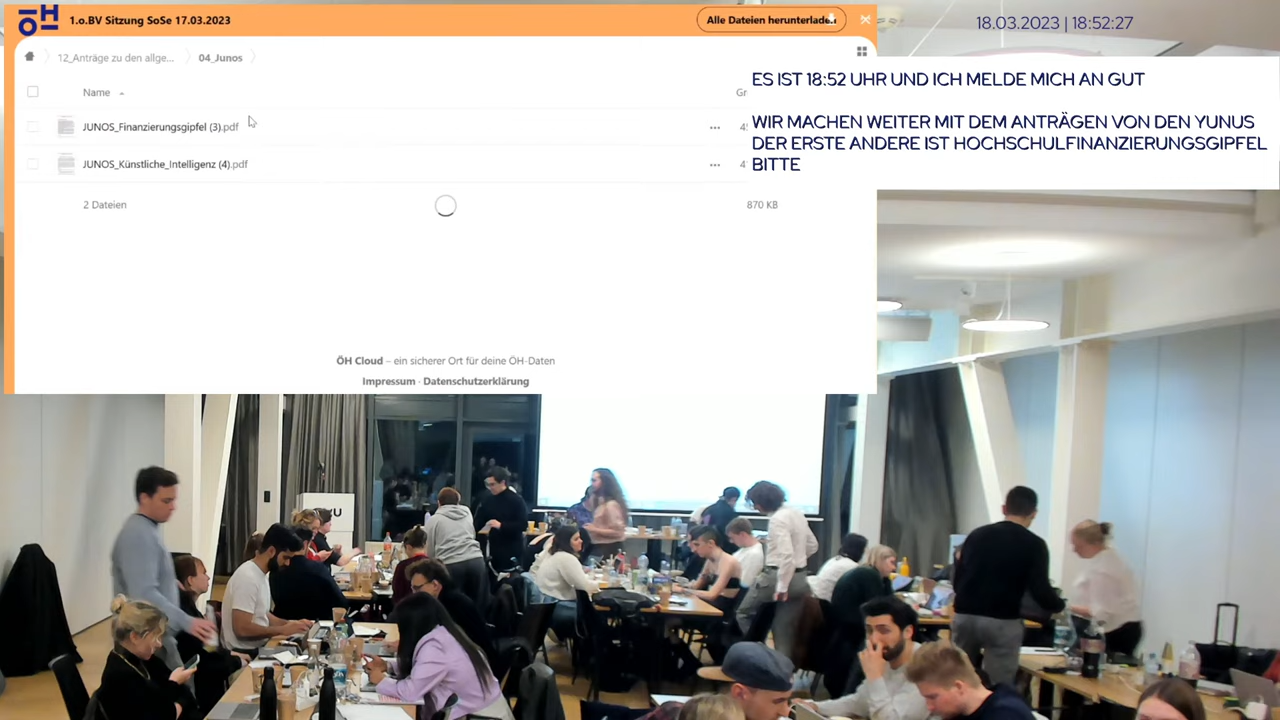 ÖH
1.o.BV Sitzung SoSe 17.03.2023
Alle Dateien herunterladen
18.03.2023 | 18:52:27
12_Anträge zu den allge...
04_Junos
Name
JUNOS_Finanzierungsgipfel (3).pdf
JUNOS_Künstliche_Intelligenz (4).pdf
2 Dateien
870 KB
ÖH Cloud – ein sicherer Ort für deine ÖH-Daten
Impressum · Datenschutzerklärung
ES IST 18:52 UHR UND ICH MELDE MICH AN GUT
WIR MACHEN WEITER MIT DEM ANTRÄGEN VON DEN YUNUS
DER ERSTE ANDERE IST HOCHSCHULFINANZIERUNGSGIPFEL
BITTE